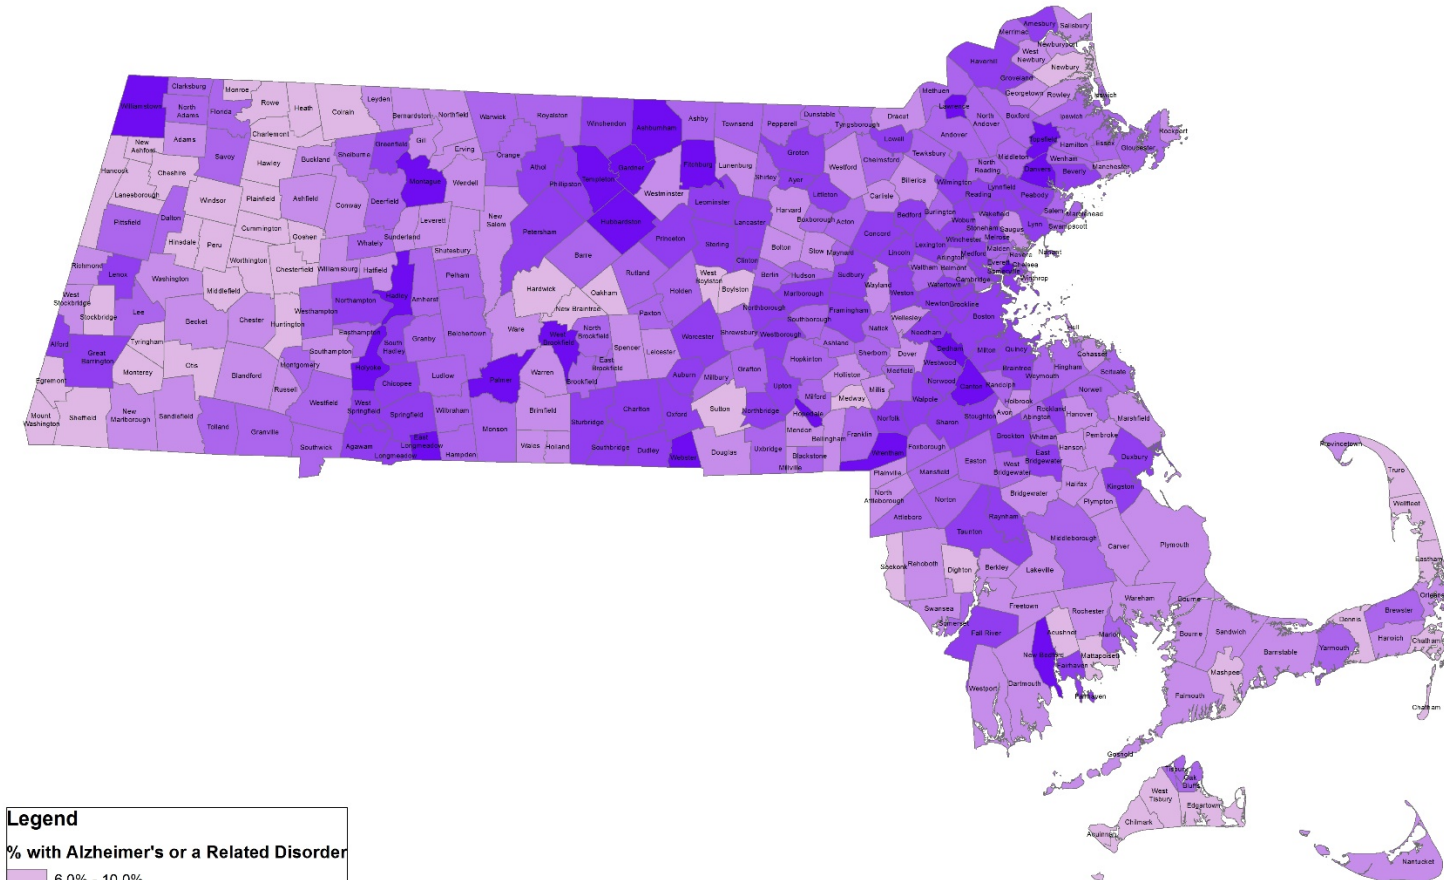 Amesbury
Salisbury
Merrimac
Newburyport
West
Newbury
Haverhill
Newbury
Groveland
Georgetown
Rowley
Ipswich
Methuen
Lawrence
North
Andover
Boxford
Ipswich
Andover
Topsfield
Hamilton
Essex
Gloucester
Rockport
Middleton
Wenham
Manchester
Danvers
Beverly
Clarksburg
Monroe
Williamstown
North
Adams
Florida
Rowe
Heath
Colrain
Leyden
Bernardston
Northfield
Warwick
Royalston
Winchendon
Ashburnham
Ashby
Townsend
Pepperell
Dunstable
Tyngsborough
Dracut
Lowell
New
Ashford
Adams
Savoy
Charlemont
Hawley
Buckland
Shelburne
Greenfield
Gill
Erving
Orange
Athol
Phillipston
Templeton
Gardner
Westminster
Fitchburg
Lunenburg
Shirley
Groton
Ayer
Littleton
Westford
Chelmsford
Tewksbury
Billerica
Wilmington
North
Reading
Reading
Lynnfield
Peabody
Salem
Marblehead
Swampscott
Lynn
Nahant
Hancock
Cheshire
Lanesborough
Windsor
Plainfield
Ashfield
Conway
Deerfield
Montague
Wendell
Leverett
New
Salem
Petersham
Hubbardston
Princeton
Leominster
Lancaster
Sterling
Clinton
Harvard
Bolton
Boxborough
Acton
Stow
Maynard
Carlisle
Concord
Bedford
Burlington
Lexington
Lincoln
Woburn
Wakefield
Stoneham
Saugus
Melrose
Malden
Winchester
Medford
Arlington
Revere
Everett
Chelsea
Somerville
Winthrop
Cambridge
Belmont
Waltham
Watertown
Pittsfield
Dalton
Hinsdale
Peru
Cummington
Goshen
Worthington
Chesterfield
Williamsburg
Whately
Sunderland
Hatfield
Shutesbury
Pelham
Amherst
Hadley
Northampton
Westhampton
Easthampton
Barre
Rutland
Holden
West
Boylston
Boylston
Berlin
Hudson
Sudbury
Wayland
Weston
Marlborough
Northborough
Southborough
Framingham
Natick
Wellesley
Newton
Brookline
Boston
Hull
Richmond
Lenox
Washington
Middlefield
West
Stockbridge
Stockbridge
Lee
Becket
Chester
Huntington
Southampton
South
Hadley
Granby
Belchertown
Ware
Hardwick
New Braintree
Oakham
Paxton
Worcester
Shrewsbury
Westborough
Ashland
Hopkinton
Sherborn
Dover
Needham
Dedham
Westwood
Norwood
Milton
Quincy
Canton
Randolph
Braintree
Weymouth
Hingham
Cohasset
Scituate
Norwell
Alford
Great
Barrington
Tyringham
Monterey
Otis
Blandford
Russell
Montgomery
Holyoke
Chicopee
Ludlow
Palmer
Warren
West
Brookfield
North
Brookfield
East
Brookfield
Brookfield
Spencer
Leicester
Auburn
Millbury
Grafton
Upton
Milford
Holliston
Medway
Millis
Medfield
Walpole
Norfolk
Sharon
Stoughton
Avon
Holbrook
Rockland
Abington
Hanover
Marshfield
Pembroke
Egremont
Mount
Washington
Sheffield
New
Marlborough
Sandisfield
Tolland
Granville
Westfield
West
Springfield
Springfield
Wilbraham
Monson
Brimfield
Wales
Holland
Sturbridge
Charlton
Oxford
Sutton
Northbridge
Hopedale
Mendon
Bellingham
Franklin
Southbridge
Dudley
Webster
Douglas
Uxbridge
Blackstone
Millville
Wrentham
Foxborough
Plainville
Mansfield
Easton
Brockton
Whitman
Hanson
East
Bridgewater
West
Bridgewater
Duxbury
Southwick
Agawam
Longmeadow
East
Longmeadow
Hampden
North
Attleborough
Attleboro
Norton
Raynham
Taunton
Bridgewater
Halifax
Plympton
Kingston
Middleborough
Carver
Plymouth
Seekonk
Rehoboth
Dighton
Berkley
Lakeville
Swansea
Somerset
Freetown
Rochester
Wareham
Fall River
Acushnet
Marion
Mattapoisett
New Bedford
Fairhaven
Fairhaven
Westport
Dartmouth
Bourne
Bourne
Sandwich
Barnstable
Falmouth
Mashpee
Yarmouth
Dennis
Brewster
Harwich
Chatham
Chatham
Orleans
Eastham
Wellfleet
Truro
Provincetown
Gosnold
Tisbury
Oak
Bluffs
West
Tisbury
Edgartown
Chilmark
Aquinnah
Nantucket
Legend
% with Alzheimer's or a Related Disorder
6.0% - 10.0%